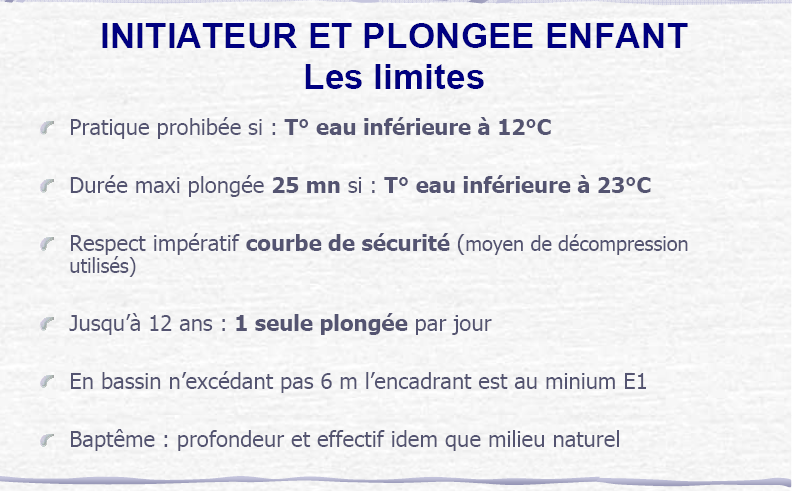 INITIATEUR ET PLONGEE ENFANT
Les limites
Pratique prohibée si : T° eau inférieure à 12°C
Durée maxi plongée 25 mn si : T° eau inférieure à 23°C
Respect impératif courbe de sécurité (moyen de décompression
utilisés)
Jusqu’à 12 ans : 1 seule plongée par jour
En bassin n’excédant pas 6 m l’encadrant est au minium E1
Baptême : profondeur et effectif idem que milieu naturel